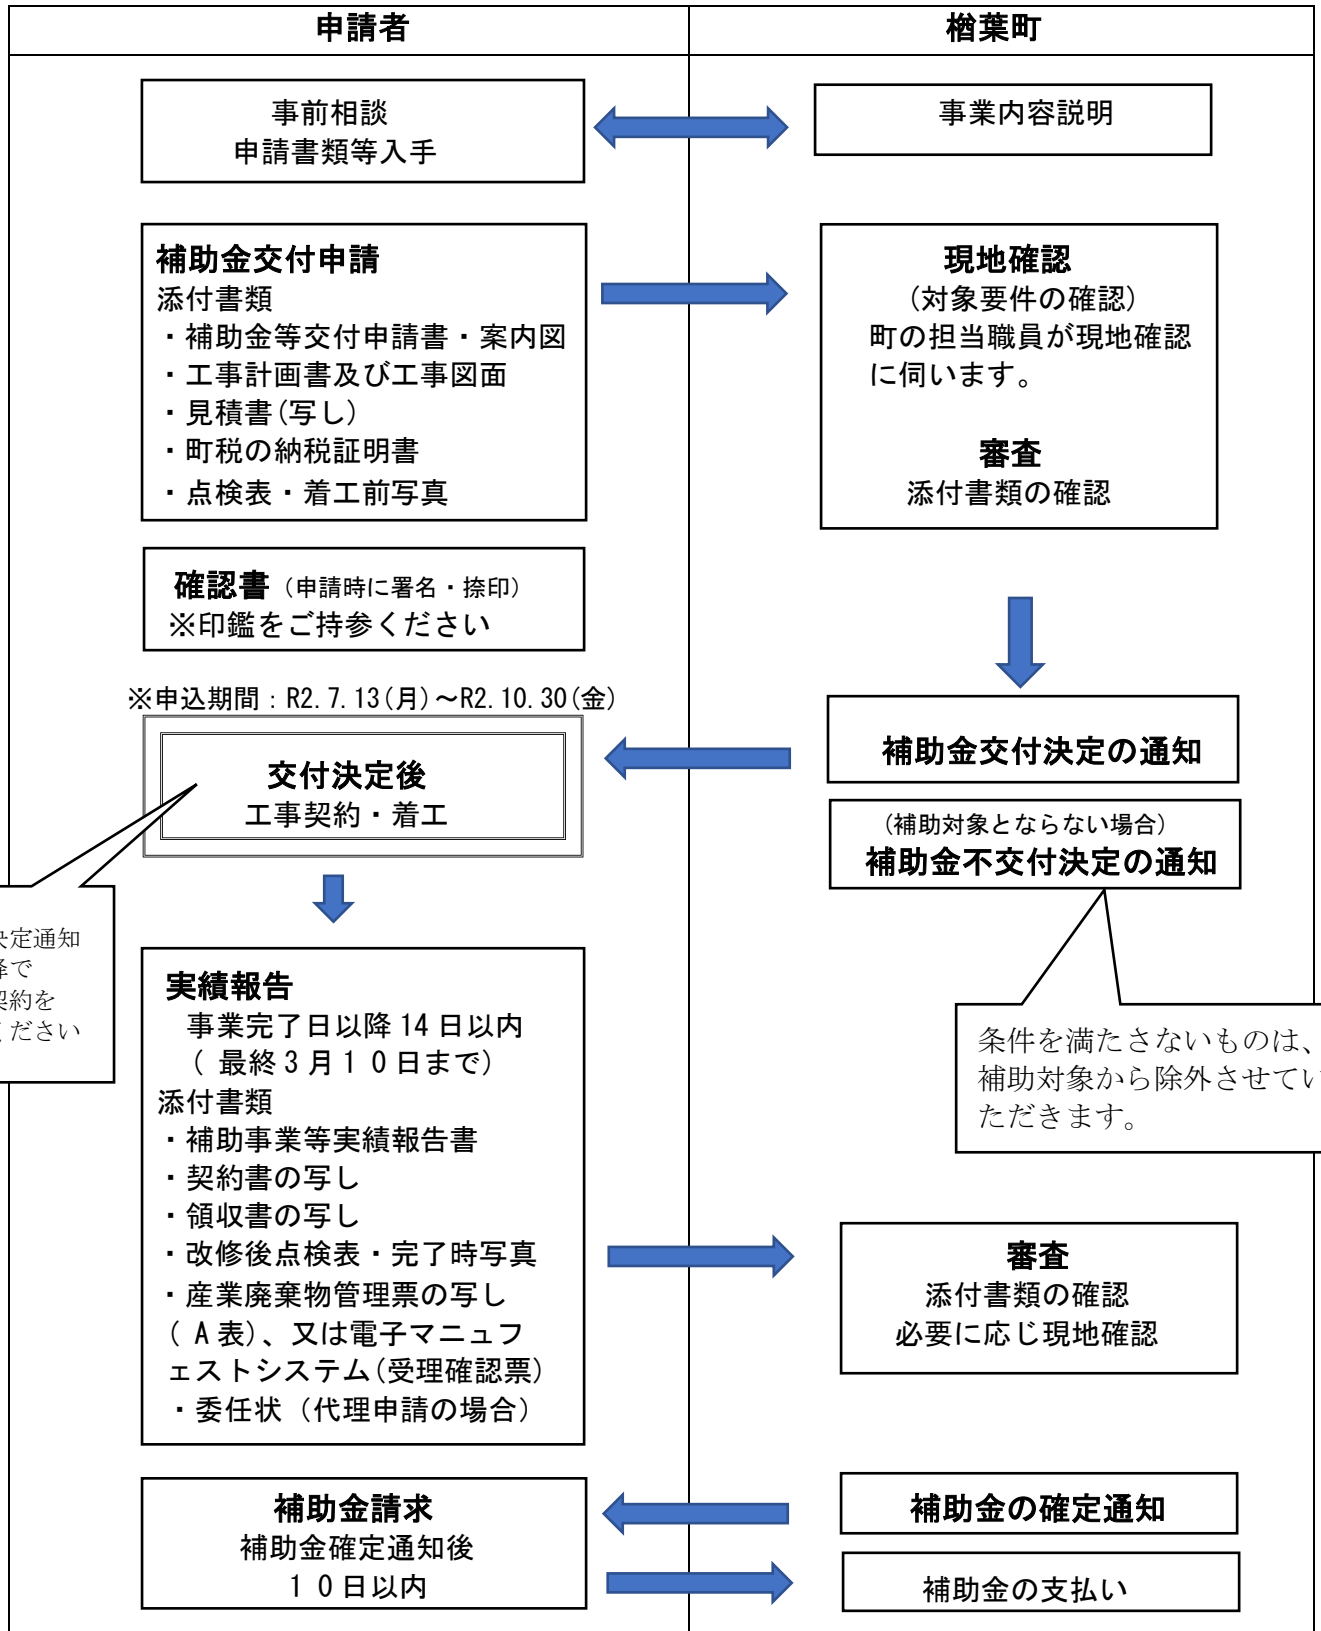 申請者
楢葉町
事前相談
申請書類等入手
事業内容説明
補助金交付申請
添付書類
・補助金等交付申請書・案内図
・工事計画書及び工事図面
・見積書(写し)
・町税の納税証明書
・点検表・着工前写真
現地確認
(対象要件の確認)
町の担当職員が現地確認
に伺います。
審査
添付書類の確認
確認書（申請時に署名・捺印）
※印鑑をご持参ください
※申込期間：R2.7.13(月)～R2.10.30(金)
交付決定後
工事契約・着工
補助金交付決定の通知
(補助対象とならない場合)
補助金不交付決定の通知
決定通知
降で
契約を
ください
条件を満たさないものは、
補助対象から除外させてい
ただきます。
実績報告
事業完了日以降14日以内
(最終3月10日まで)
添付書類
・補助事業等実績報告書
・契約書の写し
・領収書の写し
・改修後点検表・完了時写真
・産業廃棄物管理票の写し
(A表)、又は電子マニュフ
ェストシステム(受理確認票)
・委任状（代理申請の場合）
審査
添付書類の確認
必要に応じ現地確認
補助金請求
補助金確定通知後
10日以内
補助金の確定通知
補助金の支払い